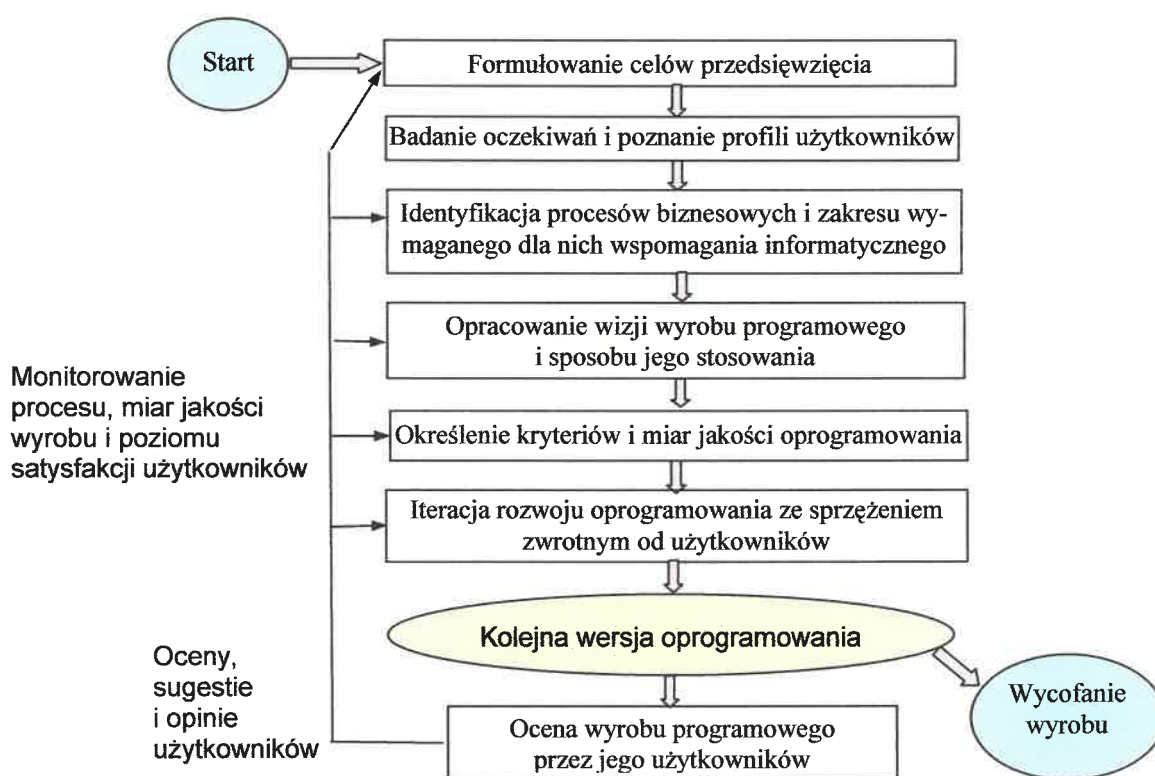 Start
Formułowanie celów przedsięwzięcia
Badanie oczekiwań i poznanie profili użytkowników
Identyfikacja procesów biznesowych i zakresu wy-
maganego dla nich wspomagania informatycznego
Opracowanie wizji wyrobu programowego
i sposobu jego stosowania
Monitorowanie
procesu, miar jakości
wyrobu i poziomu
satysfakcji użytkowników
Określenie kryteriów i miar jakości oprogramowania
Iteracja rozwoju oprogramowania ze sprzężeniem
zwrotnym od użytkowników
Kolejna wersja oprogramowania
Oceny,
sugestie
i opinie
użytkowników
Ocena wyrobu programowego
przez jego użytkowników
Wycofanie
wyrobu